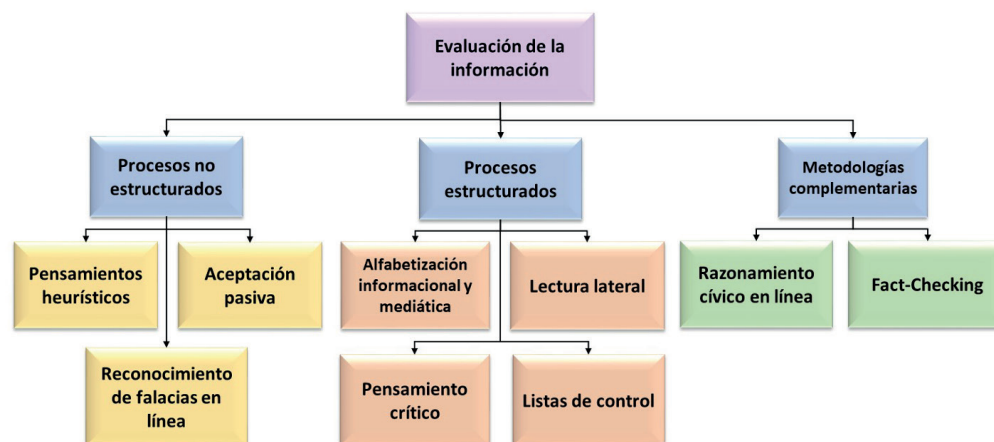 Evaluación de la
información
Procesos no
estructurados
Procesos
estructurados
Metodologías
complementarias
Pensamientos
heurísticos
Aceptación
pasiva
Alfabetización
informacional y
mediática
Lectura lateral
Razonamiento
cívico en línea
Fact-Checking
Reconocimiento
de falacias en
línea
Pensamiento
crítico
Listas de control